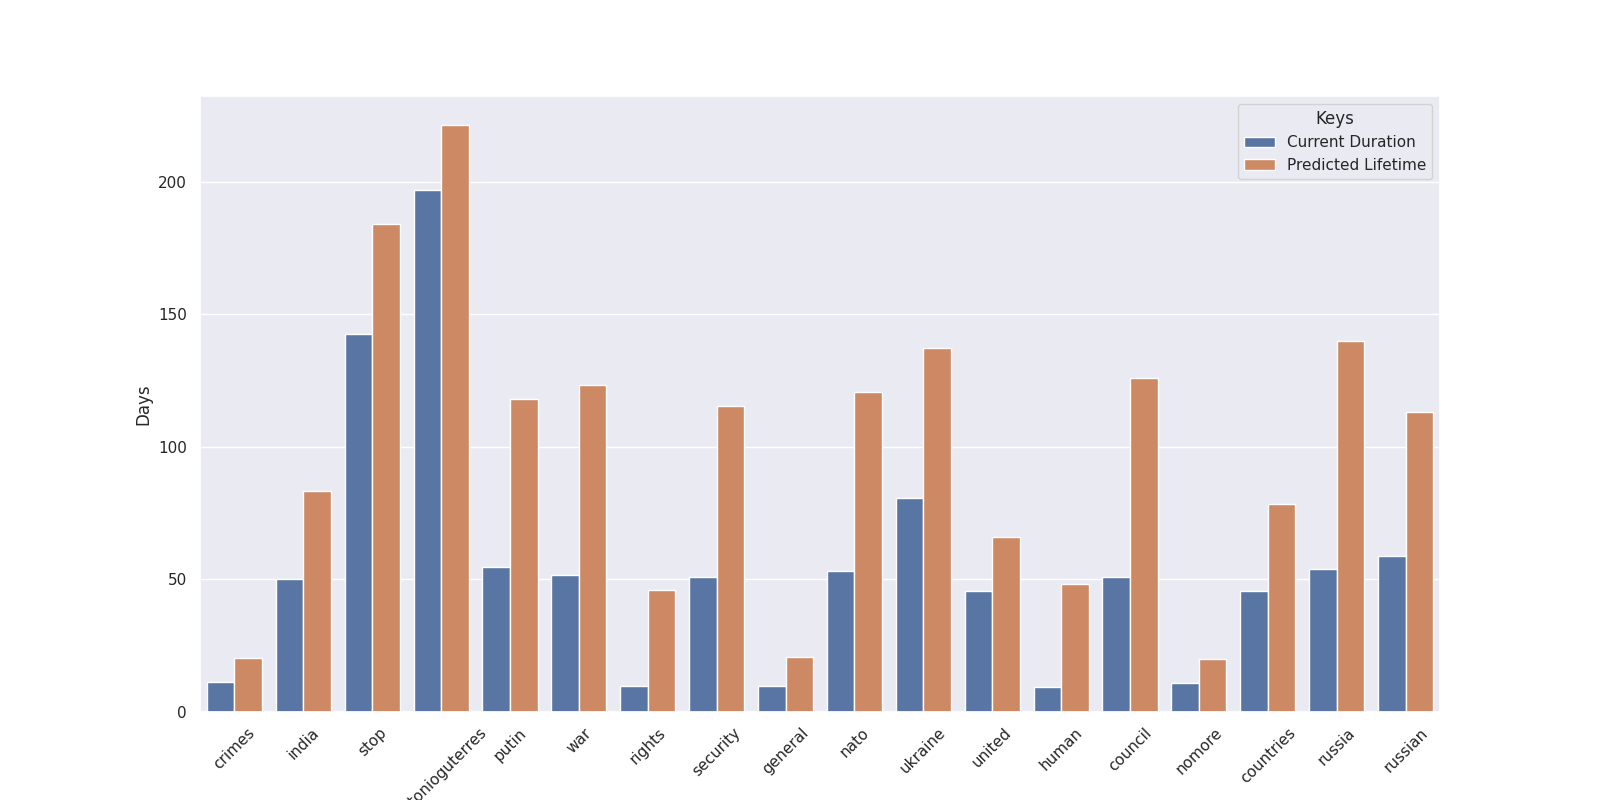 Keys
Current Duration
Predicted Lifetime
Days
200
150
100
50
0
crimes
india
stop
tonioguterres
putin
war
rights
security
general
nato
ukraine
united
human
council
nomore
countries
russia
russian